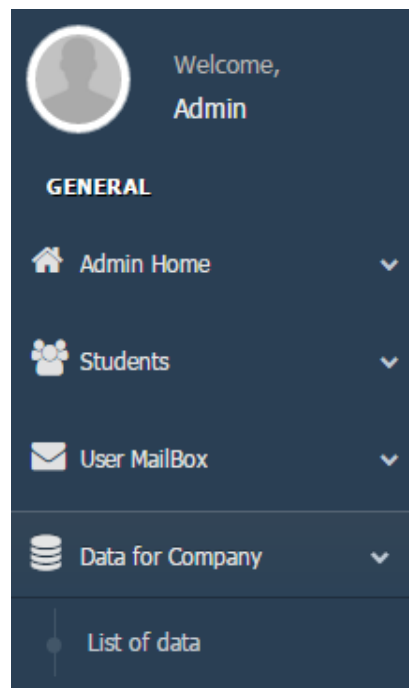 Welcome,
Admin
GENERAL
Admin Home
Students
User MailBox
Data for Company
List of data